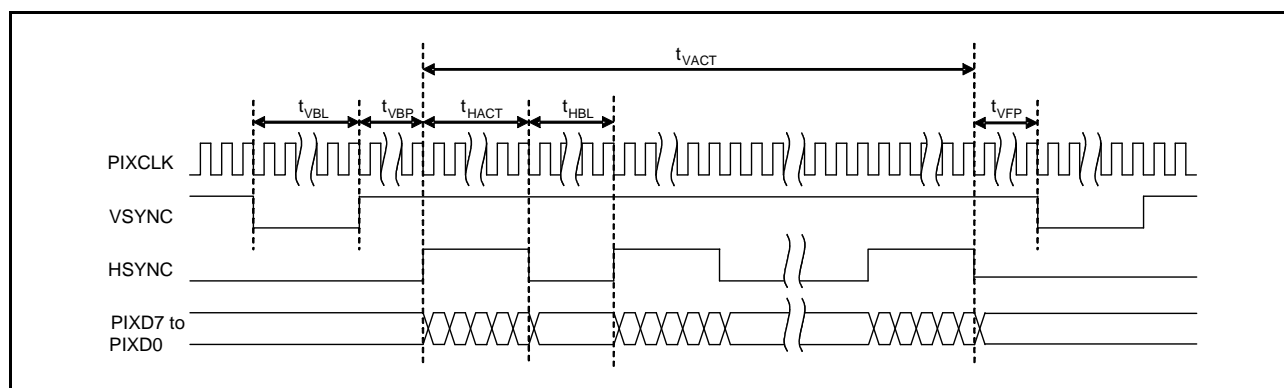 tVACT
tVBL tVBP tHACT tHBL tVFP
PIXCLK
VSYNC
HSYNC
PIXD7 to
PIXD0